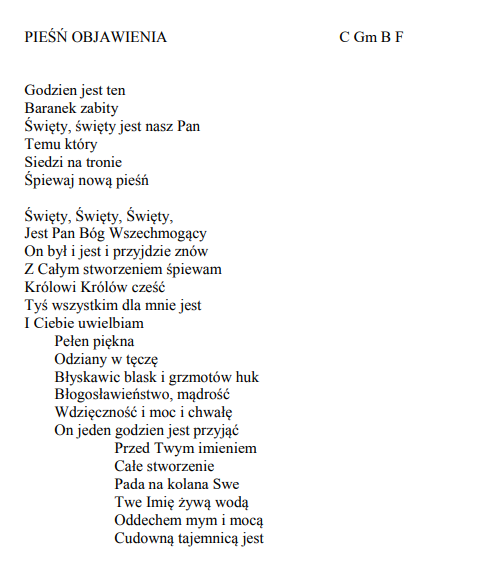 PIEŚŃ OBJAWIENIA C Gm B F
Godzien jest ten
Baranek zabity
Święty, święty jest nasz Pan
Temu który
Siedzi na tronie
Śpiewaj nową pieśń
Święty, Święty, Święty,
Jest Pan Bóg Wszechmogący
On był i jest i przyjdzie znów
Z Całym stworzeniem śpiewam
Królowi Królów cześć
Tyś wszystkim dla mnie jest
I Ciebie uwielbiam
Pełen piękna
Odziany w tęczę
Błyskawic blask i grzmotów huk
Błogosławieństwo, mądrość
Wdzięczność i moc i chwałę
On jeden godzien jest przyjąć
Przed Twym imieniem
Całe stworzenie
Pada na kolana Swe
Twe Imię żywą wodą
Oddechem mym i mocą
Cudowną tajemnicą jest